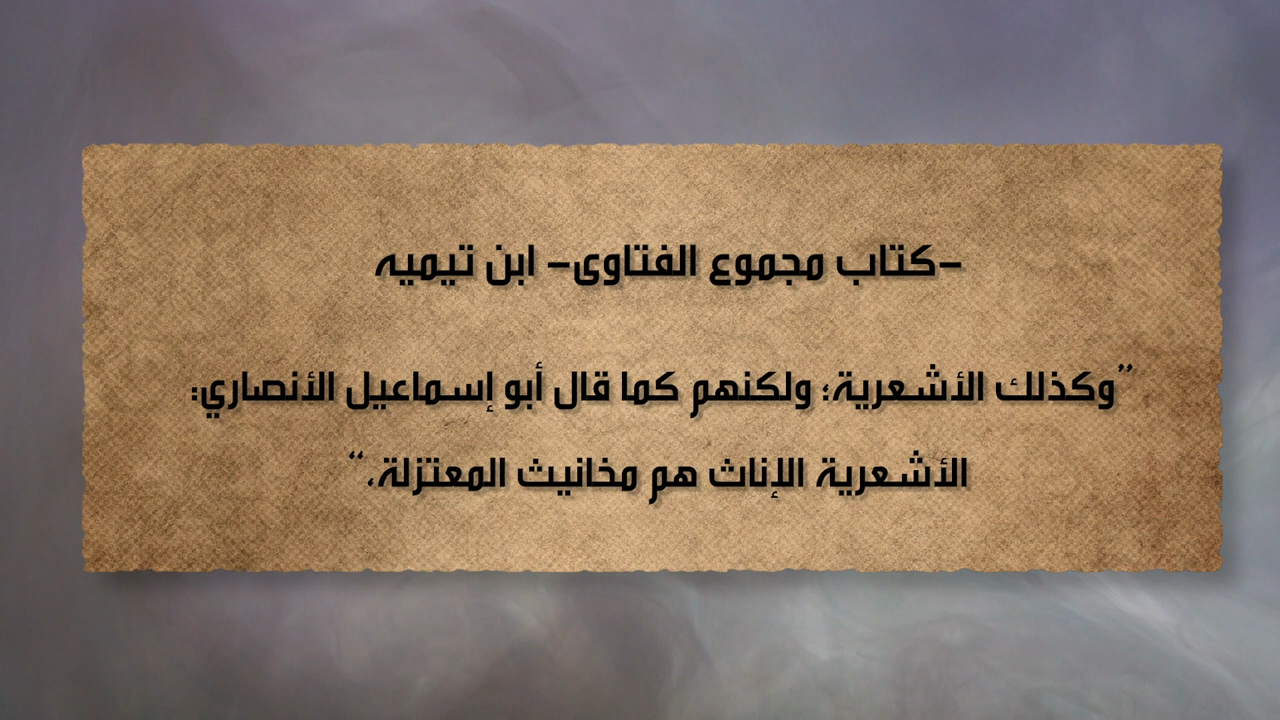 -كتاب مجموع الفتاوى- ابن تيميه
”وكذلك الأشعرية؛ ولكنهم كما قال أبو إسماعيل الأنصاري:
الأشعرية الإناث هم مخانيث المعتزلة،“